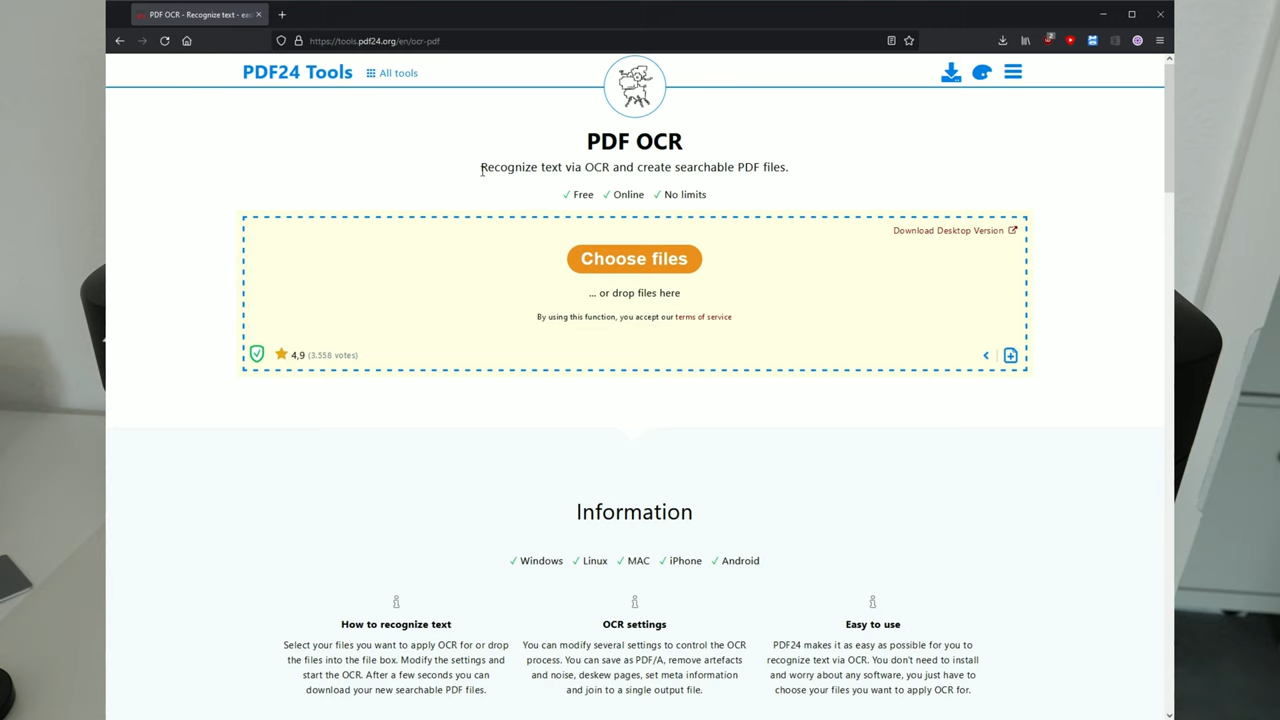 PDF OCR - Recognize text - eas
https://tools.pdf24.org/en/ocr-pdf
2
PDF24 Tools
All tools
PDF OCR
Recognize text via OCR and create searchable PDF files.
✓ Free ✓ Online ✓ No limits
Download Desktop Version
Choose files
... or drop files here
By using this function, you accept our terms of service
4,9 (3.558 votes)
Information
✓ Windows ✓ Linux ✓ MAC ✓ iPhone ✓ Android
How to recognize text
Select your files you want to apply OCR for or drop
the files into the file box. Modify the settings and
start the OCR. After a few seconds you can
download your new searchable PDF files.
OCR settings
You can modify several settings to control the OCR
process. You can save as PDF/A, remove artefacts
and noise, deskew pages, set meta information
and join to a single output file.
Easy to use
PDF24 makes it as easy as possible for you to
recognize text via OCR. You don't need to install
and worry about any software, you just have to
choose your files you want to apply OCR for.